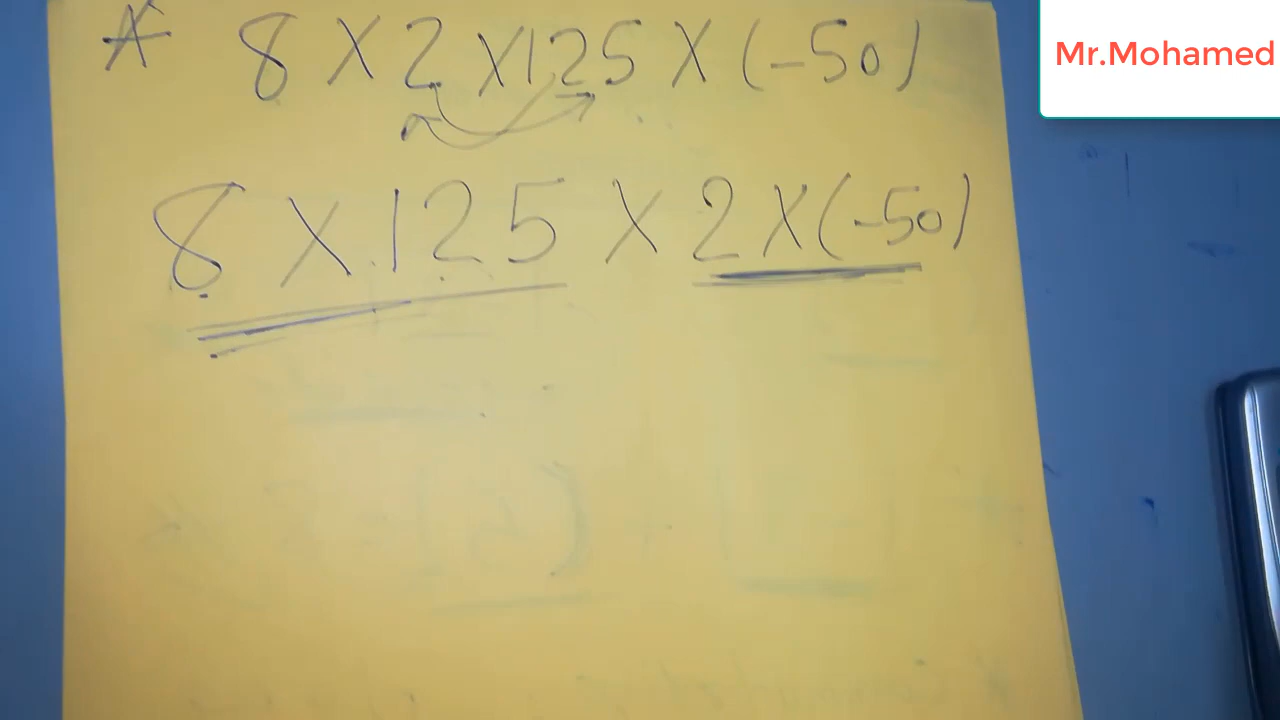 Mr.Mohamed
* 8 X 2 X 125 X (-50)
8 X 125 X 2 X (-50)